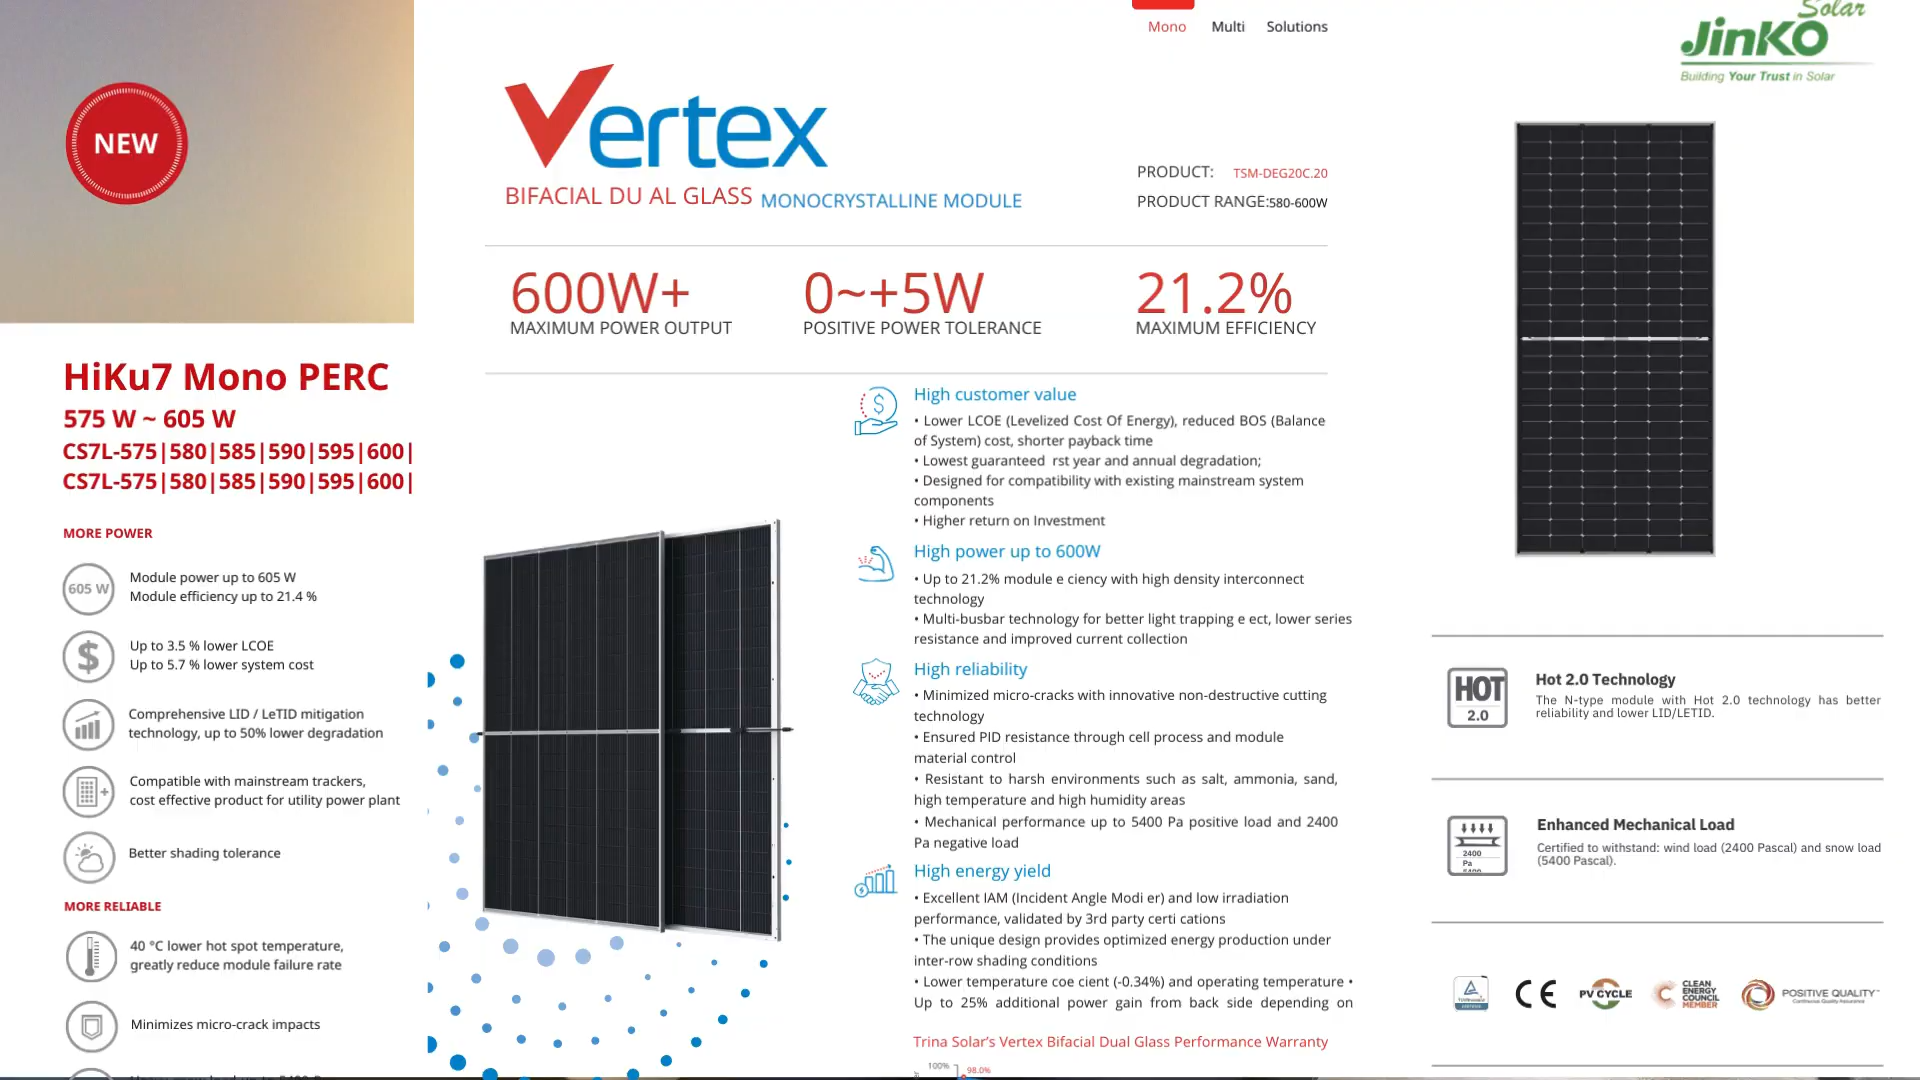 NEW
HiKu7 Mono PERC
575 W ~ 605 W
CS7L-575|580|585|590|595|600|
CS7L-575|580|585|590|595|600|
MORE POWER
605 W
Module power up to 605 W
Module efficiency up to 21.4 %
$
Up to 3.5 % lower LCOE
Up to 5.7 % lower system cost
Comprehensive LID / LeTID mitigation
technology, up to 50% lower degradation
Compatible with mainstream trackers,
cost effective product for utility power plant
Better shading tolerance
MORE RELIABLE
40 °C lower hot spot temperature,
greatly reduce module failure rate
Minimizes micro-crack impacts
Mono Multi Solutions
Vertex
BIFACIAL DU AL GLASS MONOCRYSTALLINE MODULE
PRODUCT: TSM-DEG20C.20
PRODUCT RANGE:580-600W
600W+
MAXIMUM POWER OUTPUT
0~+5W
POSITIVE POWER TOLERANCE
21.2%
MAXIMUM EFFICIENCY
High customer value
• Lower LCOE (Levelized Cost Of Energy), reduced BOS (Balance
of System) cost, shorter payback time
• Lowest guaranteed rst year and annual degradation;
• Designed for compatibility with existing mainstream system
components
• Higher return on Investment
High power up to 600W
• Up to 21.2% module e ciency with high density interconnect
technology
• Multi-busbar technology for better light trapping e ect, lower series
resistance and improved current collection
High reliability
• Minimized micro-cracks with innovative non-destructive cutting
technology
• Ensured PID resistance through cell process and module
material control
• Resistant to harsh environments such as salt, ammonia, sand,
high temperature and high humidity areas
• Mechanical performance up to 5400 Pa positive load and 2400
Pa negative load
High energy yield
• Excellent IAM (Incident Angle Modi er) and low irradiation
performance, validated by 3rd party certi cations
• The unique design provides optimized energy production under
inter-row shading conditions
• Lower temperature coe cient (-0.34%) and operating temperature •
Up to 25% additional power gain from back side depending on
Trina Solar's Vertex Bifacial Dual Glass Performance Warranty
100%
98.0%
Solar
JinKO
Building Your Trust in Solar
HOT
2.0
Hot 2.0 Technology
The N-type module with Hot 2.0 technology has better
reliability and lower LID/LETID.
2400
Pa
5400
Enhanced Mechanical Load
Certified to withstand: wind load (2400 Pascal) and snow load
(5400 Pascal).
CE
PV CYCLE
CLEAN
ENERGY
COUNCIL
MEMBER
POSITIVE QUALITY™
Continuous Quality Assurance